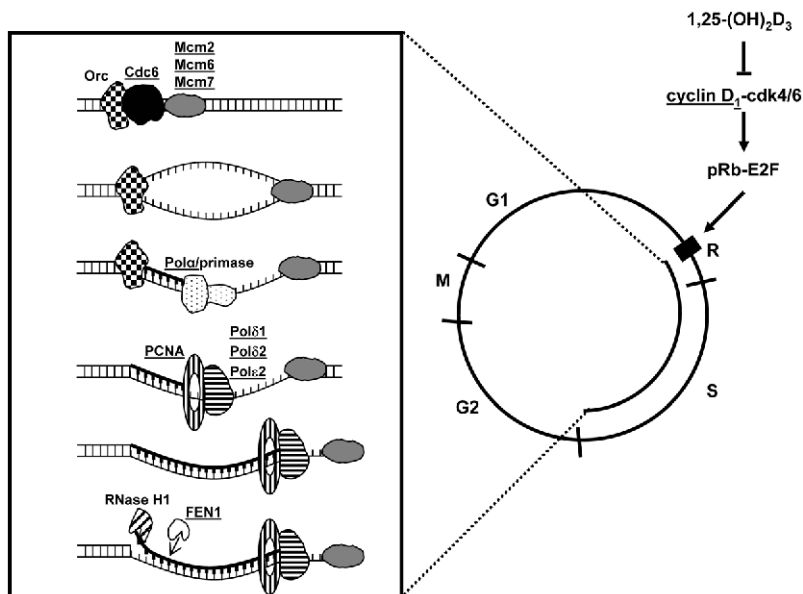 Orc
Cdc6
Mcm2
Mcm6
Mcm7
Polα/primase
PCNA
Polδ1
Polδ2
Polε2
RNase H1
FEN1
1,25-(OH)₂D₃
cyclin D₁-cdk4/6
pRb-E2F
G1
R
M
G2
S